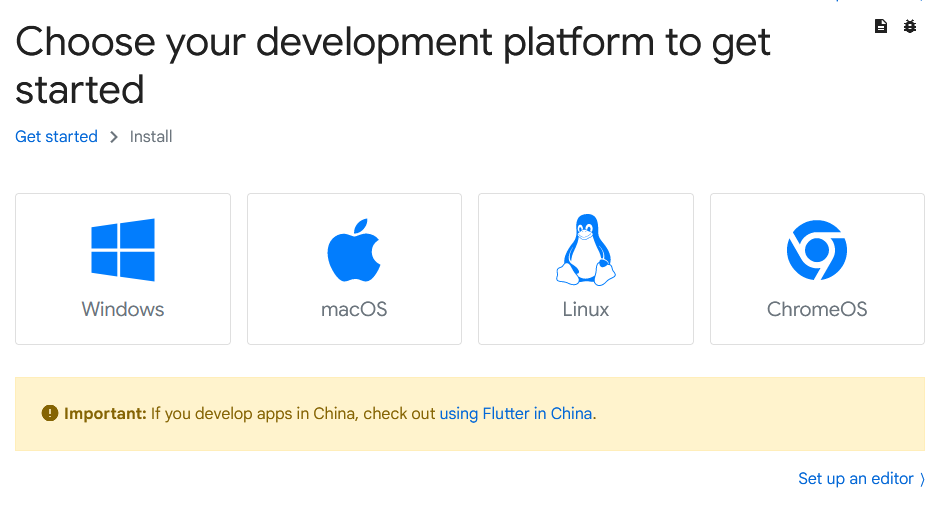 Choose your development platform to get
started
Get started > Install
Windows
macOS
Linux
ChromeOS
Important: If you develop apps in China, check out using Flutter in China.
Set up an editor ⟩